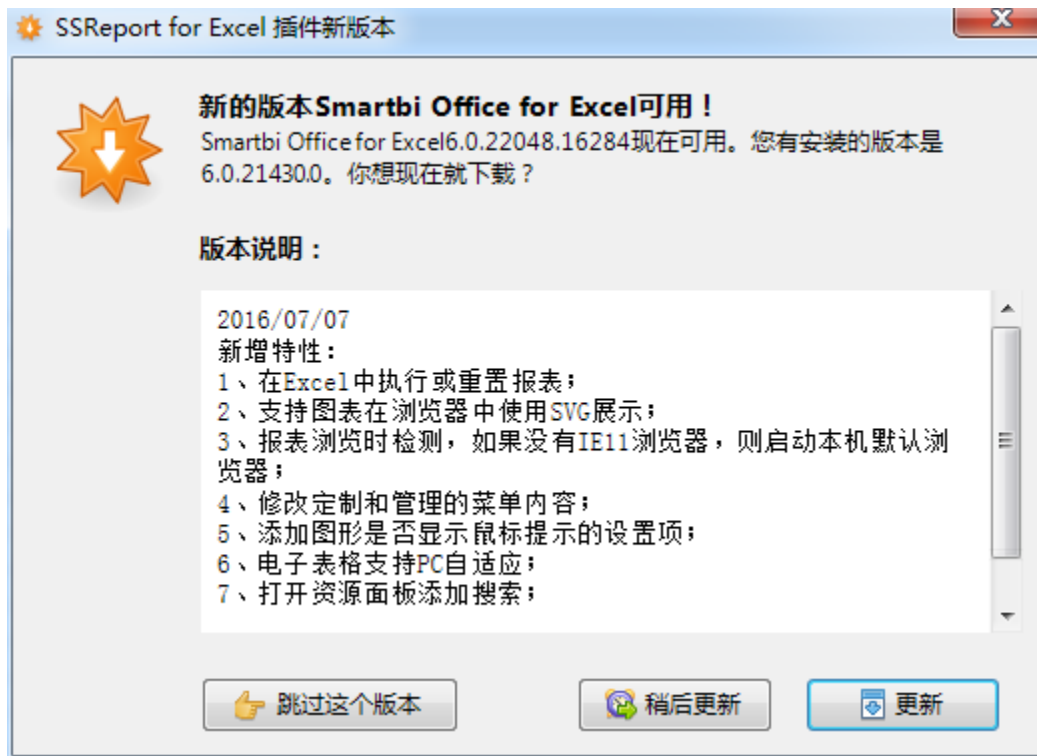 SSReport for Excel 插件新版本
新的版本Smartbi Office for Excel可用！
Smartbi Office for Excel6.0.22048.16284现在可用。您有安装的版本是
6.0.21430.0。你想现在就下载？
版本说明：
2016/07/07
新增特性：
1、在Excel中执行或重置报表；
2、支持图表在浏览器中使用SVG展示；
3、报表浏览时检测，如果没有IE11浏览器，则启动本机默认浏
览器；
4、修改定制和管理的菜单内容；
5、添加图形是否显示鼠标提示的设置项；
6、电子表格支持PC自适应；
7、打开资源面板添加搜索；
跳过这个版本
稍后更新
更新